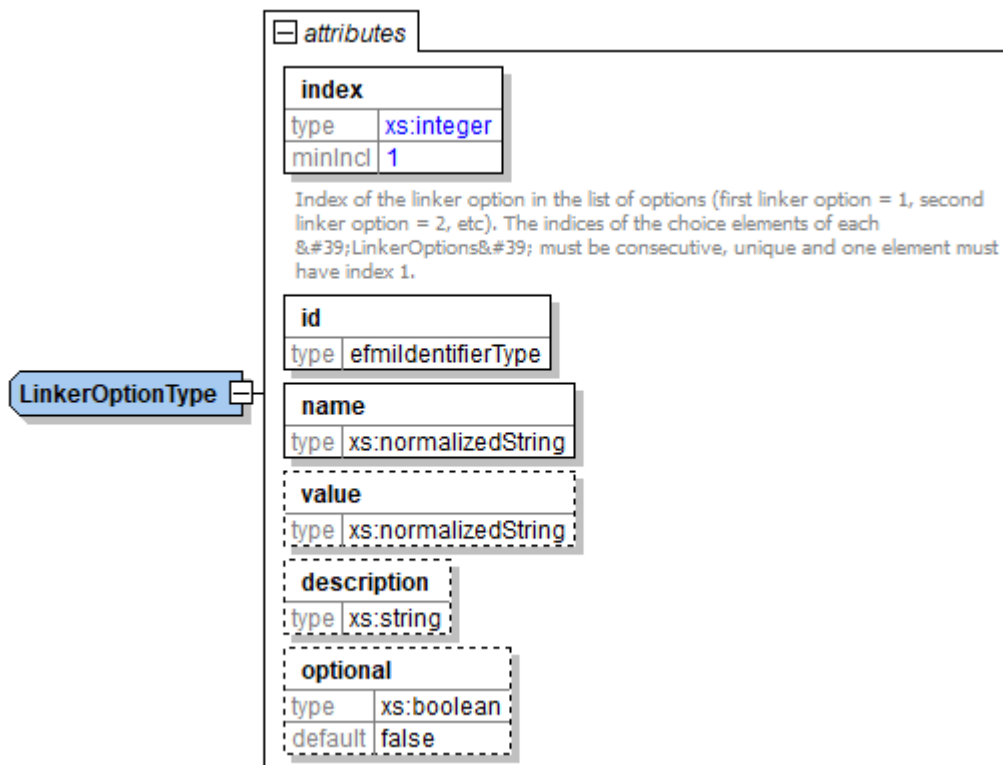 attributes
index
type xs:integer
minIncl 1
Index of the linker option in the list of options (first linker option = 1, second
linker option = 2, etc). The indices of the choice elements of each
&#39;LinkerOptions&#39; must be consecutive, unique and one element must
have index 1.
id
type efmiIdentifierType
LinkerOptionType
name
type xs:normalizedString
value
type xs:normalizedString
description
type xs:string
optional
type xs:boolean
default false